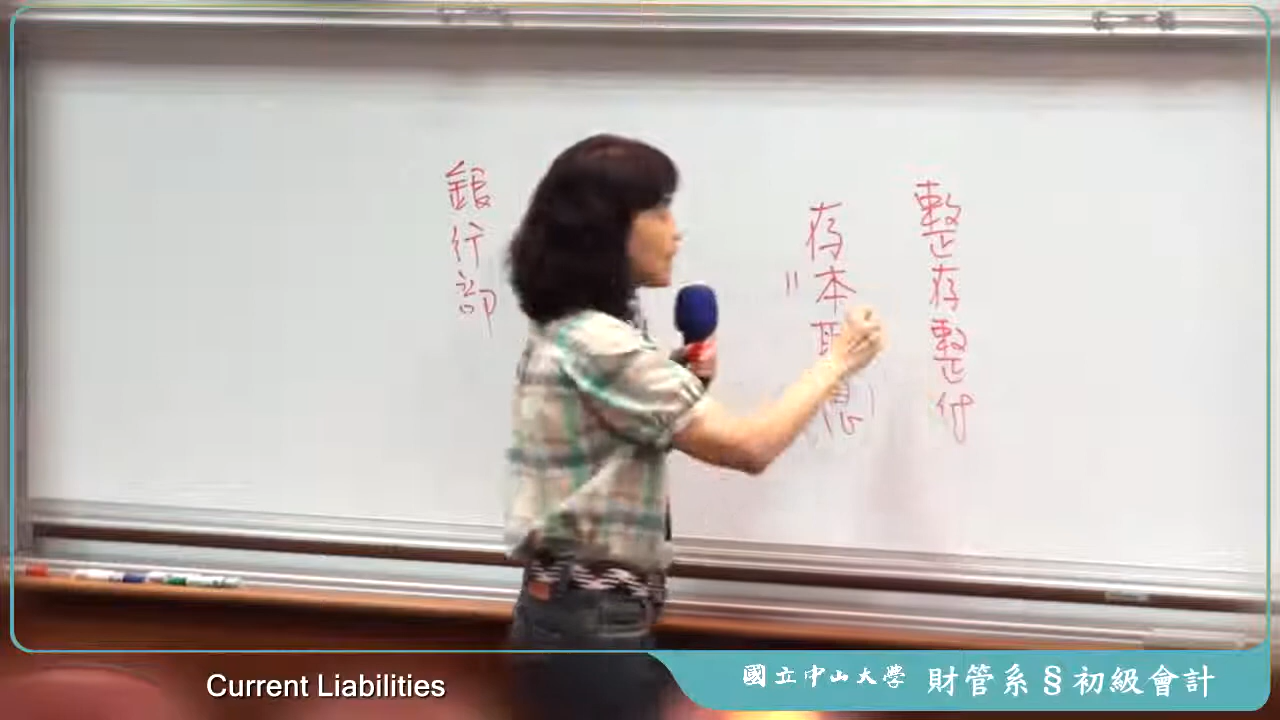 整存整付
存本取息
銀行部
Current Liabilities
國立中山大學 財管系§初級會計